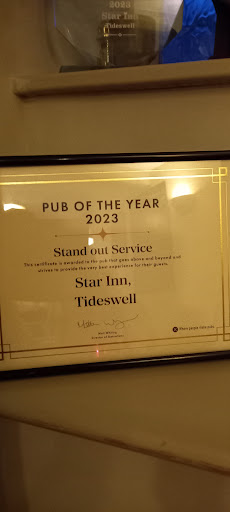 2023
Star Inn
Tideswell
PUB OF THE YEAR
2023
Stand out Service
This certificate is awarded to the pub that goes above and beyond and
strives to provide the very best experience for their guests.
Star Inn,
Tideswell